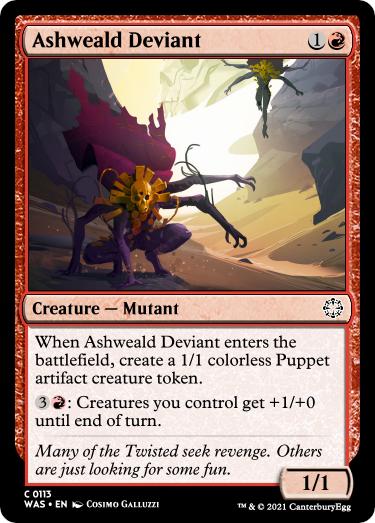 Ashweald Deviant 1
Creature — Mutant
When Ashweald Deviant enters the
battlefield, create a 1/1 colorless Puppet
artifact creature token.
3 : Creatures you control get +1/+0
until end of turn.
Many of the Twisted seek revenge. Others
are just looking for some fun.
1/1
C 0113
WAS • EN Cosimo Galluzzi
™ & © 2021 CanterburyEgg